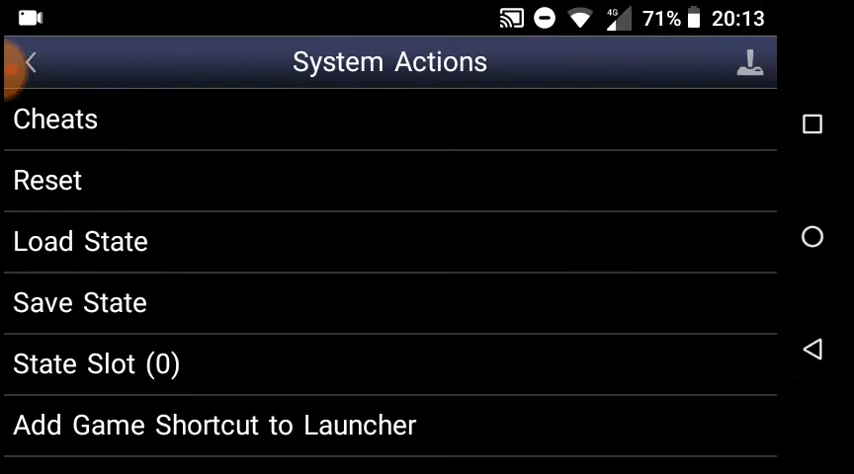 4G 71% 20:13
System Actions
Cheats
Reset
Load State
Save State
State Slot (0)
Add Game Shortcut to Launcher